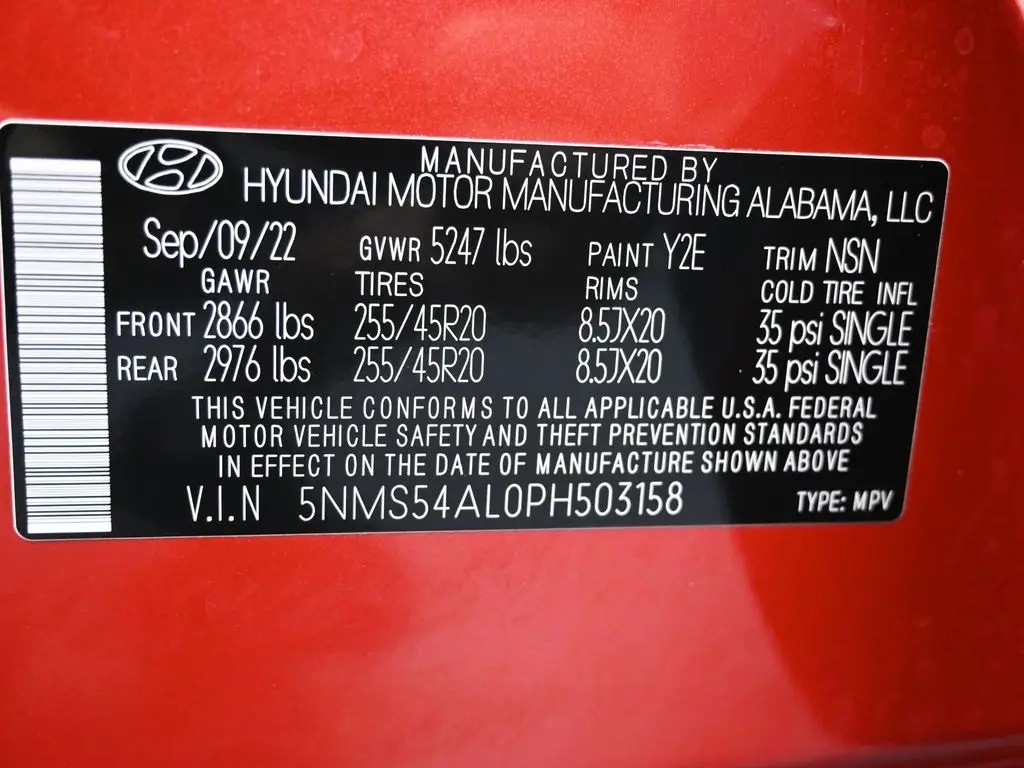 MANUFACTURED BY
HYUNDAI MOTOR MANUFACTURING ALABAMA, LLC
Sep/09/22 GVWR 5247 lbs PAINT Y2E TRIM NSN
GAWR TIRES RIMS COLD TIRE INFL
FRONT 2866 lbs 255/45R20 8.5JX20 35 psi SINGLE
REAR 2976 lbs 255/45R20 8.5JX20 35 psi SINGLE
THIS VEHICLE CONFORMS TO ALL APPLICABLE U.S.A. FEDERAL
MOTOR VEHICLE SAFETY AND THEFT PREVENTION STANDARDS
IN EFFECT ON THE DATE OF MANUFACTURE SHOWN ABOVE
V.I.N 5NMS54AL0PH503158 TYPE: MPV